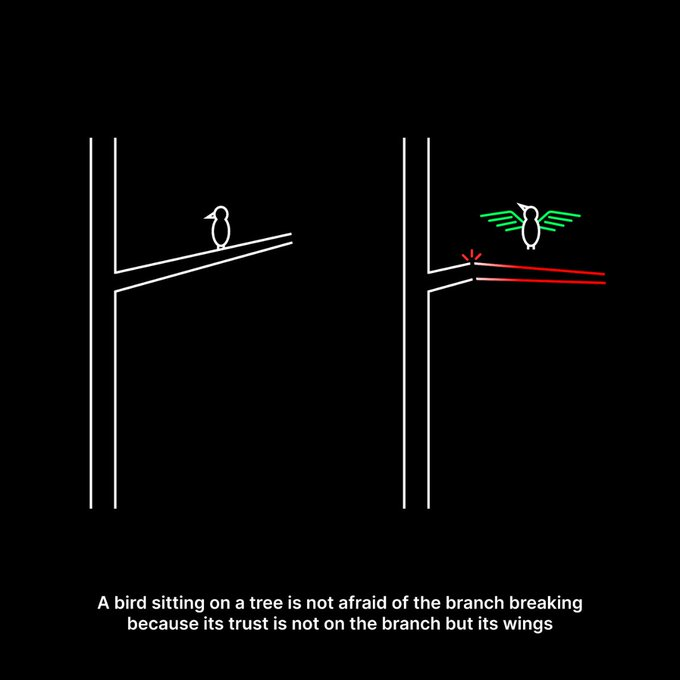 A bird sitting on a tree is not afraid of the branch breaking
because its trust is not on the branch but its wings